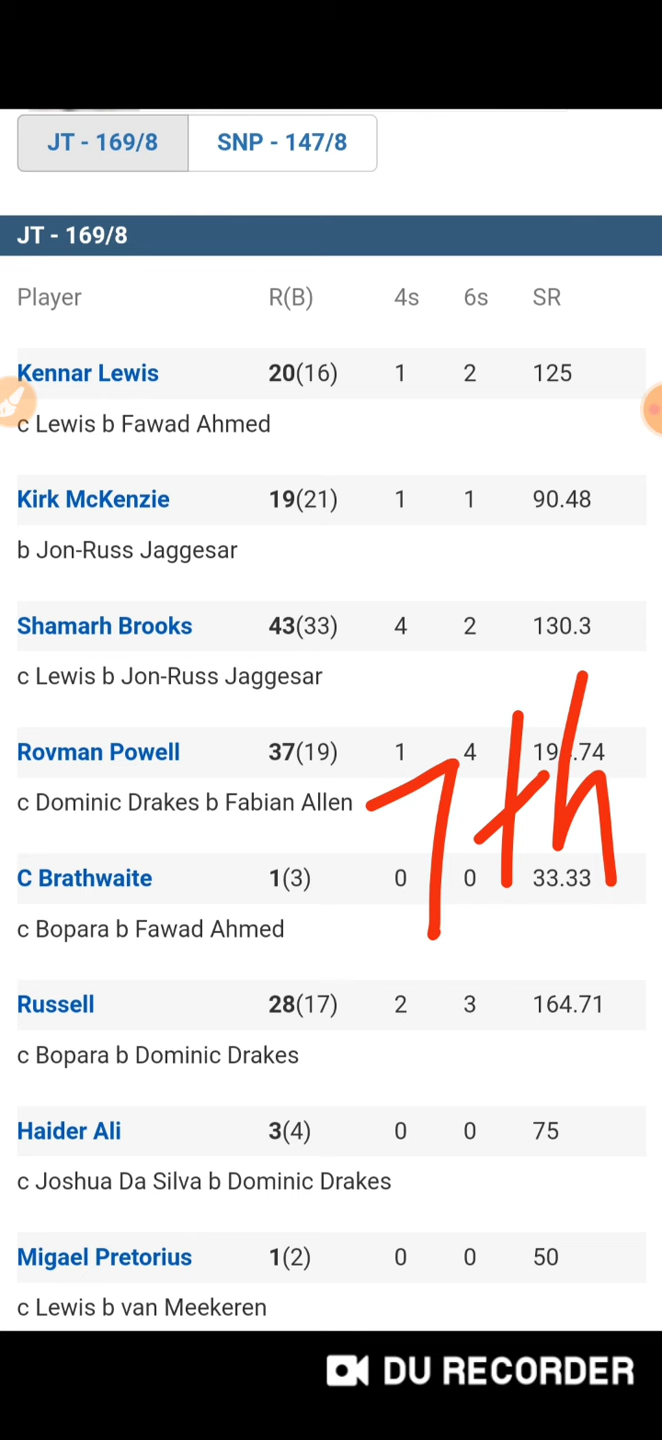 JT - 169/8 SNP - 147/8
JT - 169/8
Player R(B) 4s 6s SR
Kennar Lewis 20(16) 1 2 125
c Lewis b Fawad Ahmed
Kirk McKenzie 19(21) 1 1 90.48
b Jon-Russ Jaggesar
Shamarh Brooks 43(33) 4 2 130.3
c Lewis b Jon-Russ Jaggesar
Rovman Powell 37(19) 1 4
c Dominic Drakes b Fabian Allen
7th
C Brathwaite 1(3) 0 0 33.33
c Bopara b Fawad Ahmed
Russell 28(17) 2 3 164.71
c Bopara b Dominic Drakes
Haider Ali 3(4) 0 0 75
c Joshua Da Silva b Dominic Drakes
Migael Pretorius 1(2) 0 0 50
c Lewis b van Meekeren
DU RECORDER